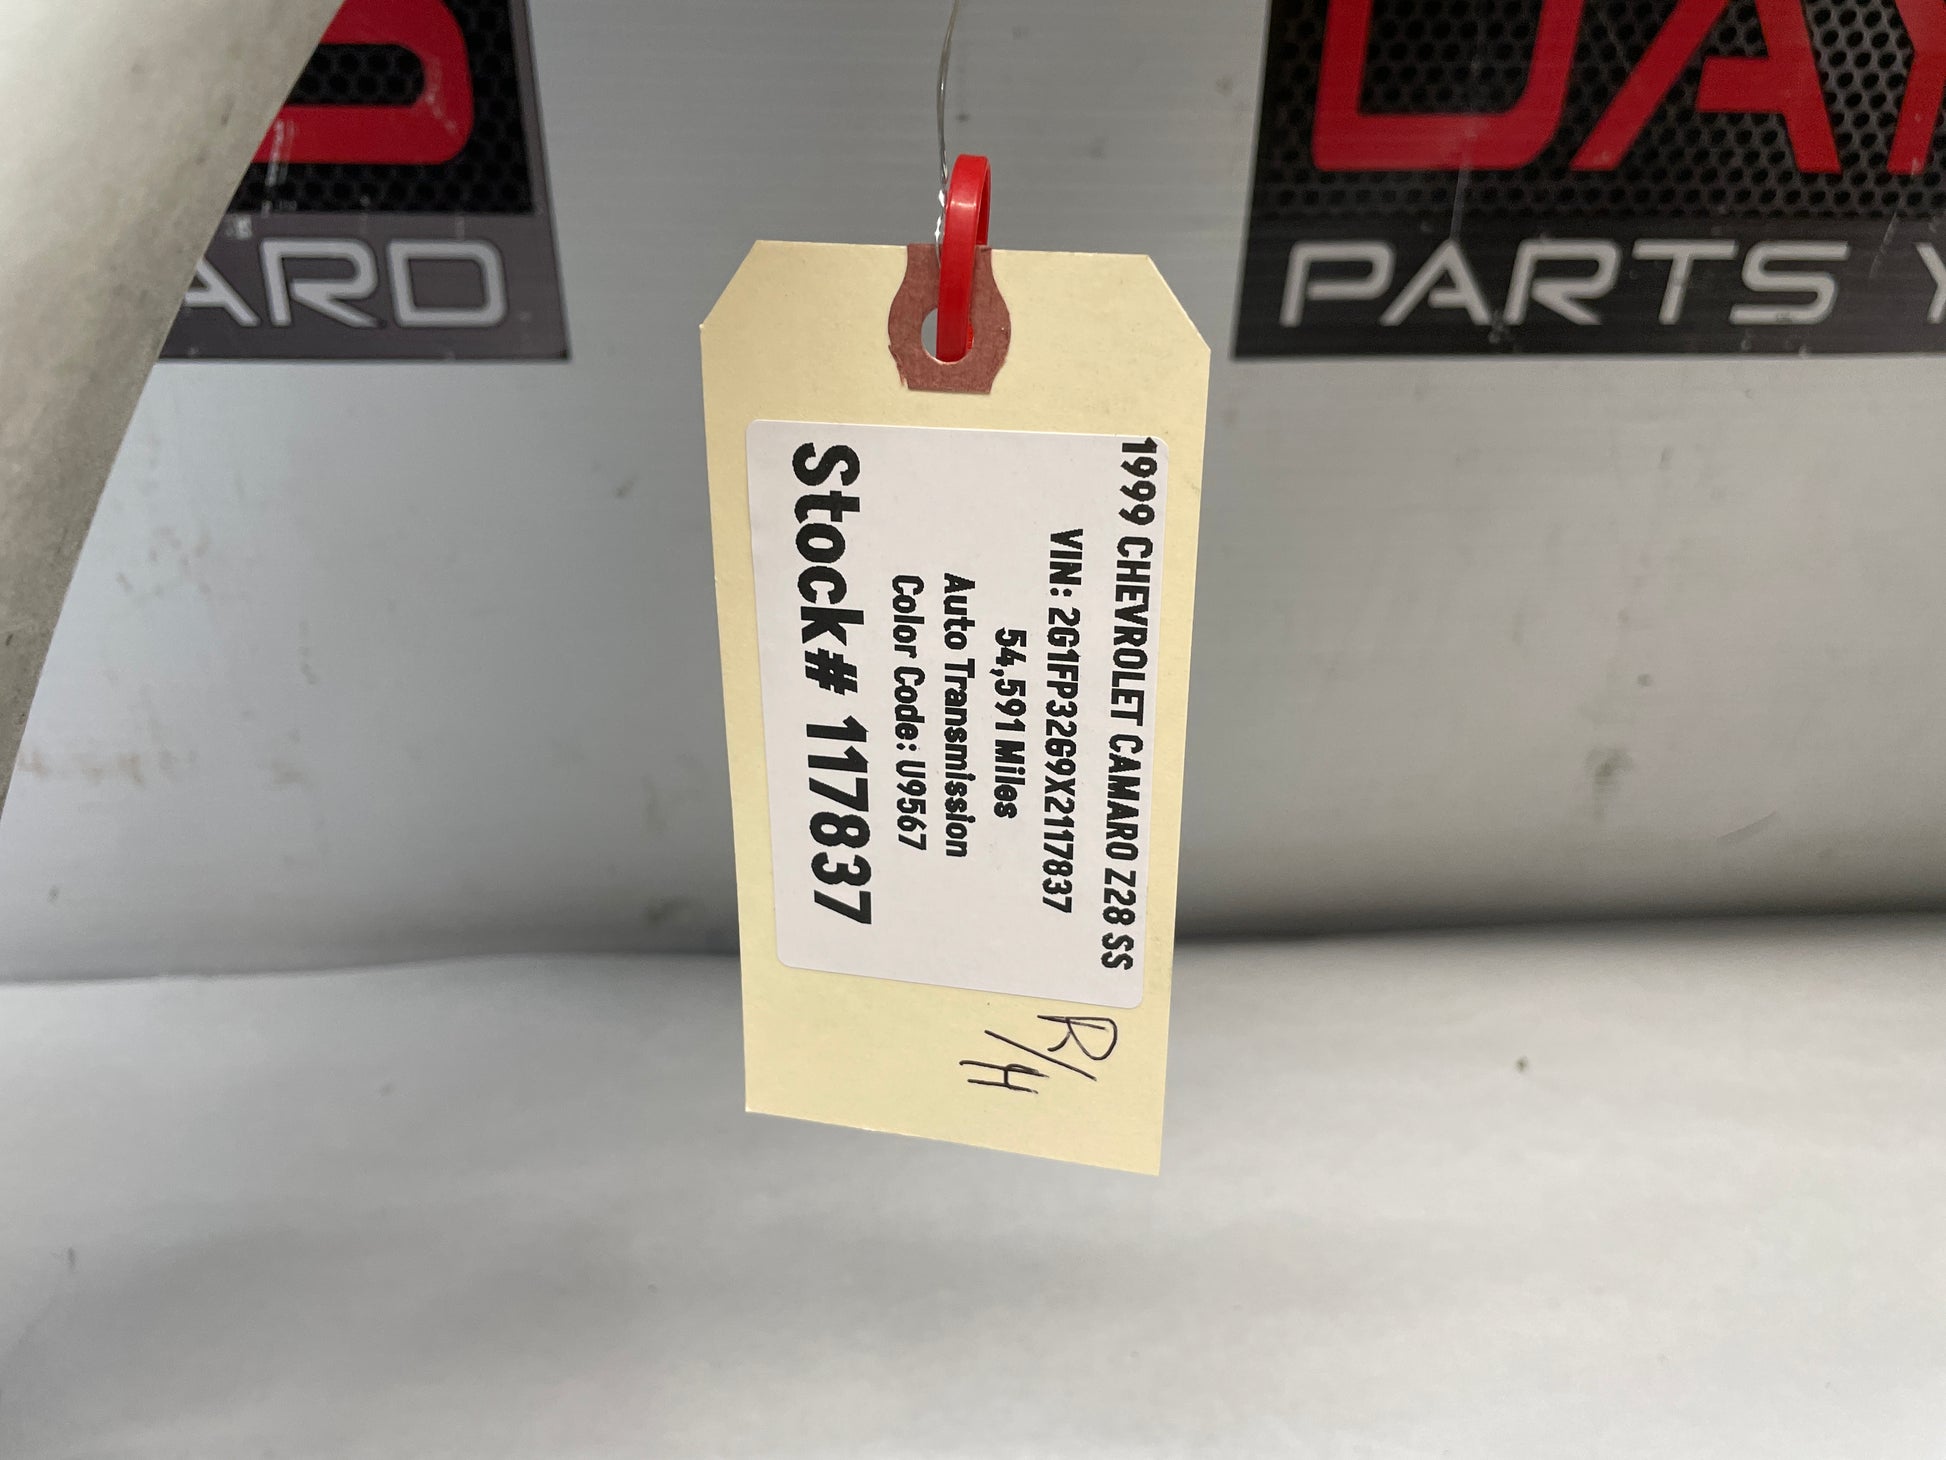 ARD
DAY
PARTS Y
1999 CHEVROLET CAMARO Z28 SS
VIN: 2G1FP32G9X2117837
54,591 Miles
Auto Transmission
Color Code: U9567
Stock# 117837
R/H